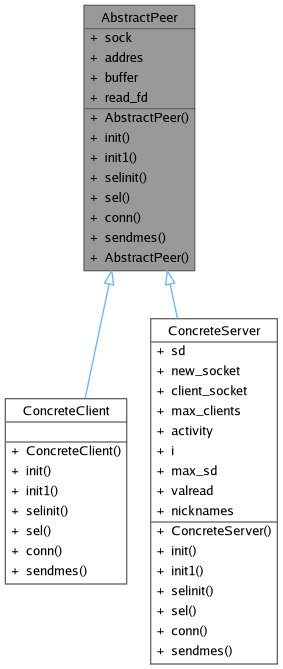 AbstractPeer
+ sock
+ addres
+ buffer
+ read_fd
+ AbstractPeer()
+ init()
+ init1()
+ selinit()
+ sel()
+ conn()
+ sendmes()
+ AbstractPeer()
ConcreteClient
+ ConcreteClient()
+ init()
+ init1()
+ selinit()
+ sel()
+ conn()
+ sendmes()
ConcreteServer
+ sd
+ new_socket
+ client_socket
+ max_clients
+ activity
+ i
+ max_sd
+ valread
+ nicknames
+ ConcreteServer()
+ init()
+ init1()
+ selinit()
+ sel()
+ conn()
+ sendmes()